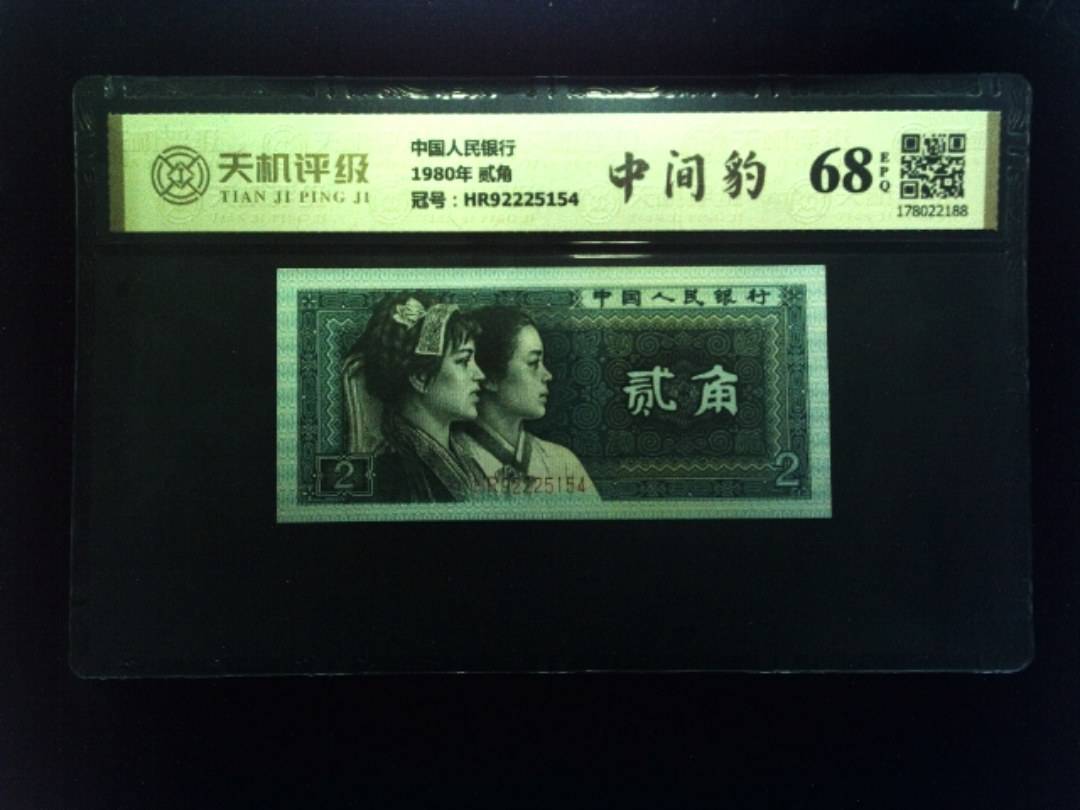 天机评级
TIAN JI PING JI
中国人民银行
1980年 贰角
冠号：HR92225154
中间豹
68
EPQ
178022188
中国人民银行
贰角
2
2
HR92225154